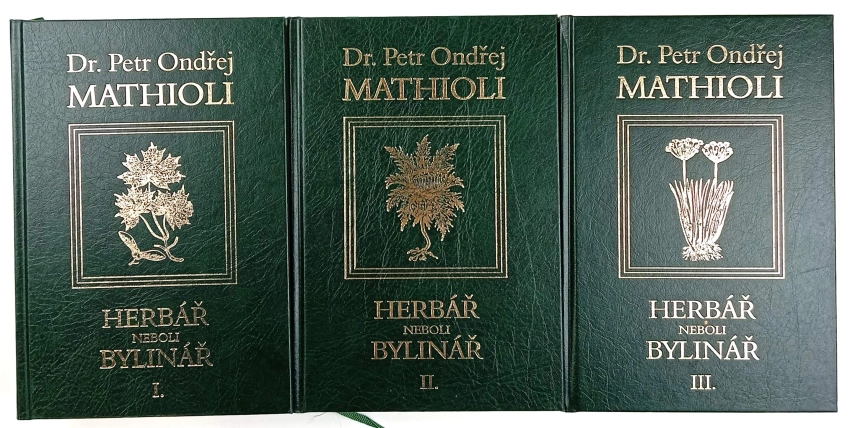 Dr. Petr Ondřej
MATHIOLI
HERBÁŘ
NEBOLI
BYLINÁŘ
I.
Dr. Petr Ondřej
MATHIOLI
HERBÁŘ
NEBOLI
BYLINÁŘ
II.
Dr. Petr Ondřej
MATHIOLI
HERBÁŘ
NEBOLI
BYLINÁŘ
III.